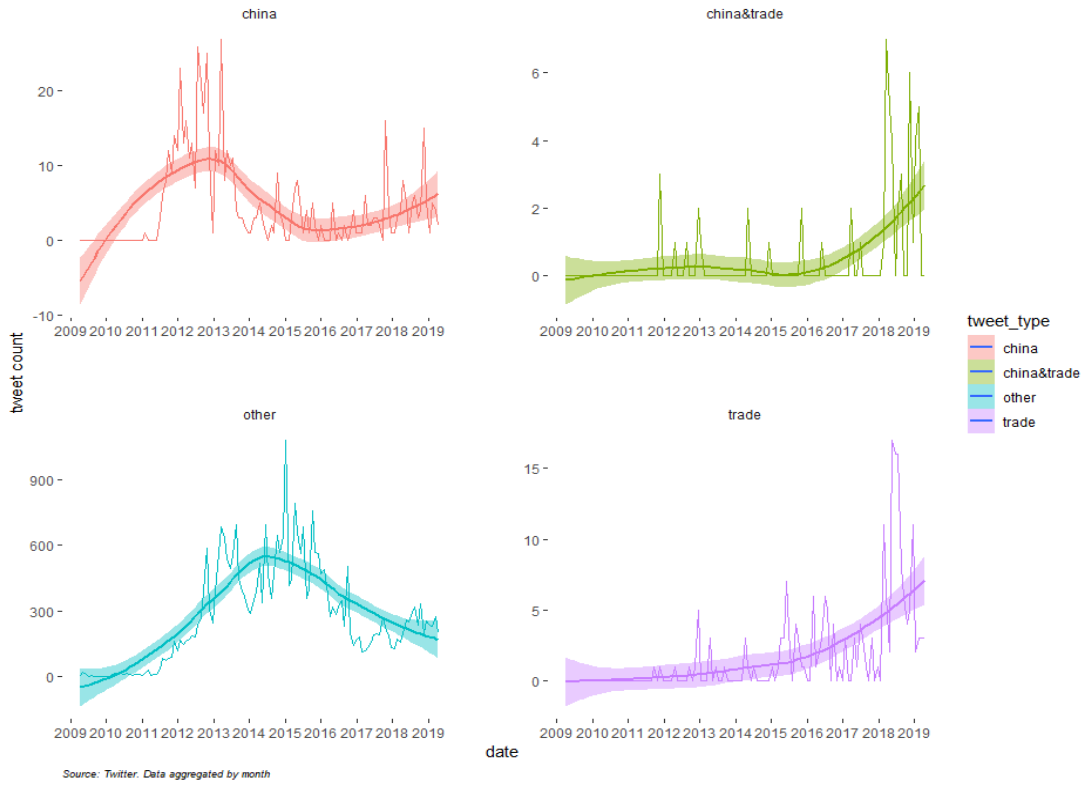 china
china&trade
20 -
10 -
0 -
-10 -
6 -
4 -
2 -
0 -
2009 2010 2011 2012 2013 2014 2015 2016 2017 2018 2019
2009 2010 2011 2012 2013 2014 2015 2016 2017 2018 2019
tweet count
tweet_type
china
china&trade
other
trade
other
trade
900 -
600 -
300 -
0 -
15 -
10 -
5 -
0 -
2009 2010 2011 2012 2013 2014 2015 2016 2017 2018 2019
2009 2010 2011 2012 2013 2014 2015 2016 2017 2018 2019
date
Source: Twitter. Data aggregated by month